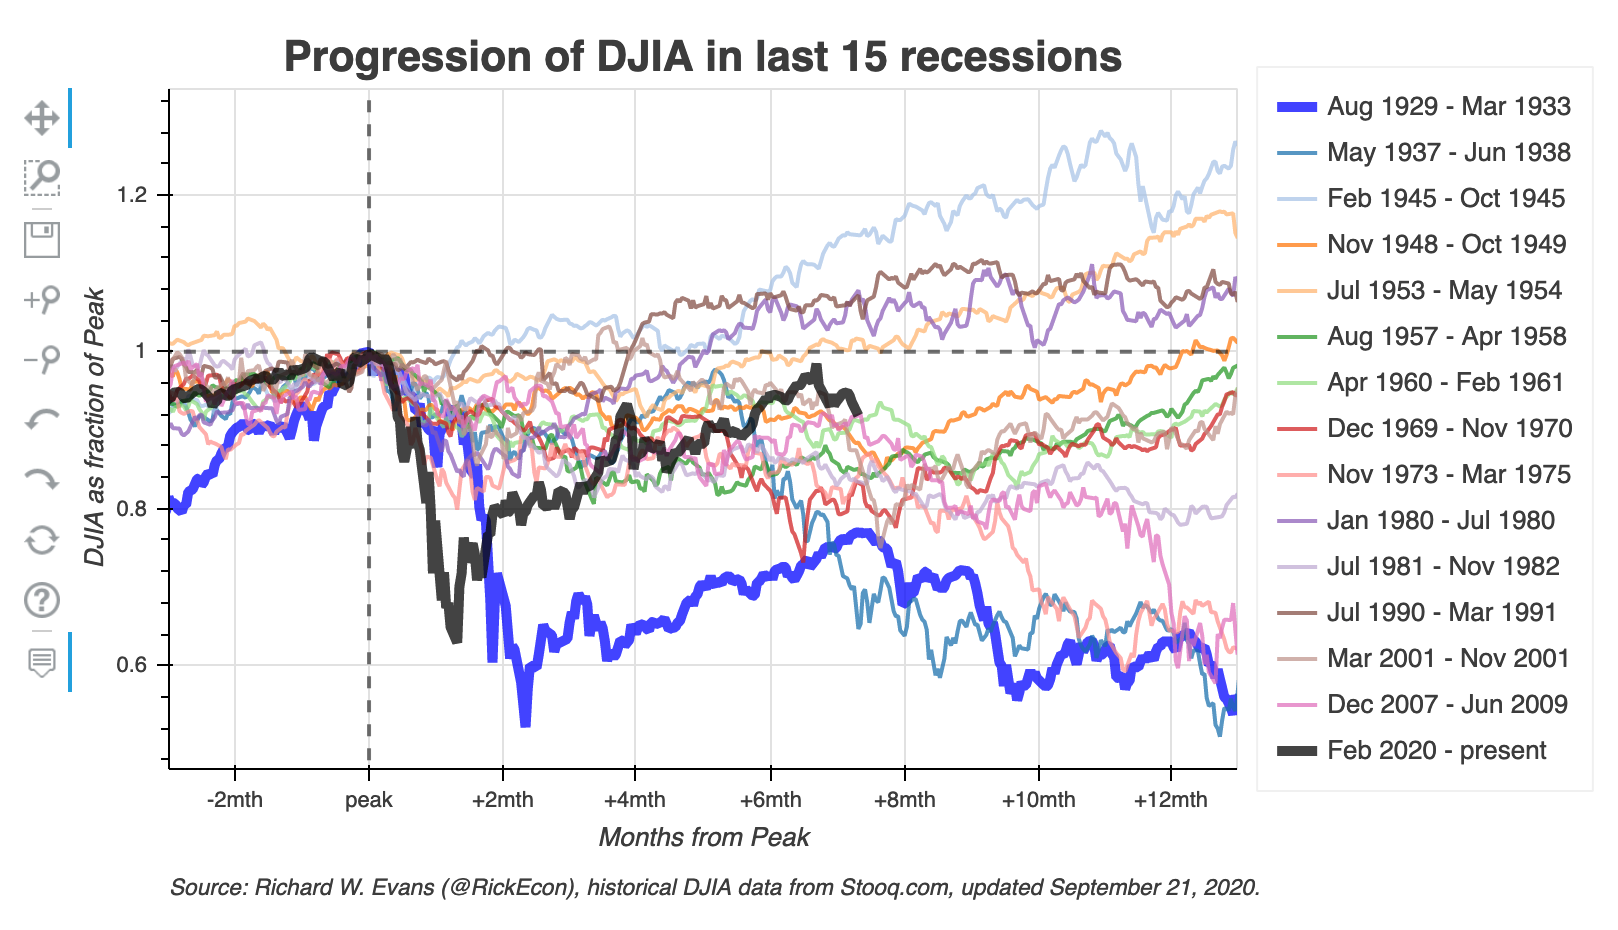 Progression of DJIA in last 15 recessions
DJIA as fraction of Peak
1.2
1
0.8
0.6
-2mth
peak
+2mth
+4mth
+6mth
+8mth
+10mth
+12mth
Months from Peak
Aug 1929 - Mar 1933
May 1937 - Jun 1938
Feb 1945 - Oct 1945
Nov 1948 - Oct 1949
Jul 1953 - May 1954
Aug 1957 - Apr 1958
Apr 1960 - Feb 1961
Dec 1969 - Nov 1970
Nov 1973 - Mar 1975
Jan 1980 - Jul 1980
Jul 1981 - Nov 1982
Jul 1990 - Mar 1991
Mar 2001 - Nov 2001
Dec 2007 - Jun 2009
Feb 2020 - present
Source: Richard W. Evans (@RickEcon), historical DJIA data from Stooq.com, updated September 21, 2020.